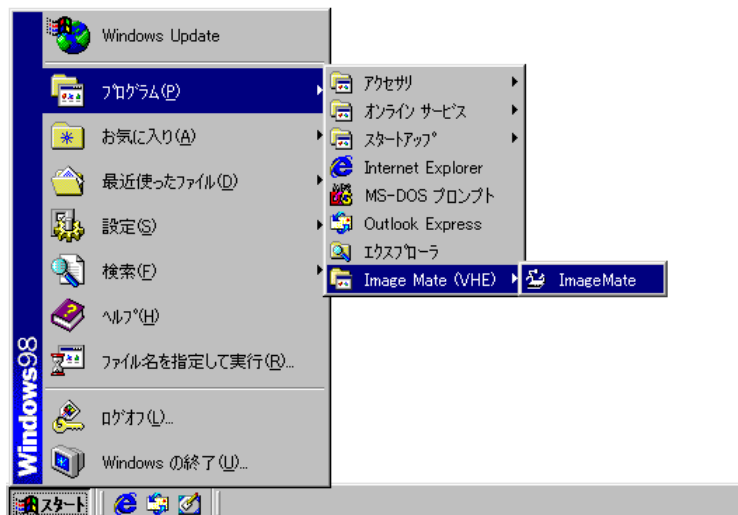 Windows Update
プログラム(P)
お気に入り(A)
最近使ったファイル(D)
設定(S)
検索(F)
ヘルプ(H)
ファイル名を指定して実行(R)...
ログオフ(L)...
Windows の終了(U)...
Windows98
アクセサリ
オンライン サービス
スタートアップ
Internet Explorer
MS-DOS プロンプト
Outlook Express
エクスプローラ
Image Mate (VHE)
ImageMate
スタート